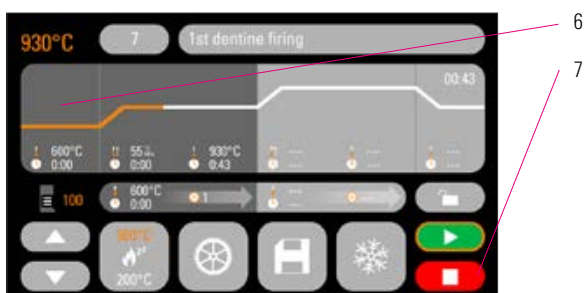 930°C 7 1st dentine firing
6
7
00:43
600°C 55 930°C --- --- ---
0:00 0:00 0:43 --- --- ---
100 600°C 1 --- ---
0:00 ---
500°C
200°C